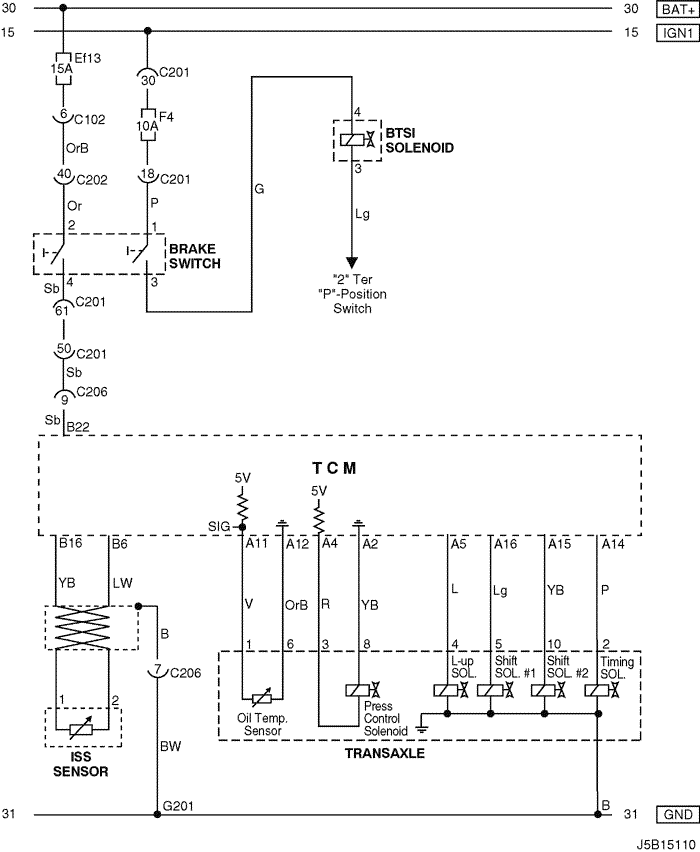 30 30 BAT+
15 15 IGN1
Ef13
15A
C201
30
F4
10A
6 C102
OrB
40 C202
18 C201
Or P
2 1
BRAKE
SWITCH
4 3
4
BTSI
SOLENOID
3
G
Lg
"2" Ter
"P"-Position
Switch
Sb
C201
61
50
C201
Sb
C206
9
Sb B22
TCM
5V 5V
SIG
B16 B6 A11 A12 A4 A2 A5 A16 A15 A14
YB LW V OrB R YB L Lg YB P
B
1 6 3 8 4 5 10 2
7 C206
L-up
SOL.
Shift
SOL. #1
Shift
SOL. #2
Timing
SOL.
1 2
Oil Temp.
Sensor
Press
Control
Solenoid
ISS
SENSOR
BW
TRANSAXLE
G201 B
31 31 GND
J5B15110